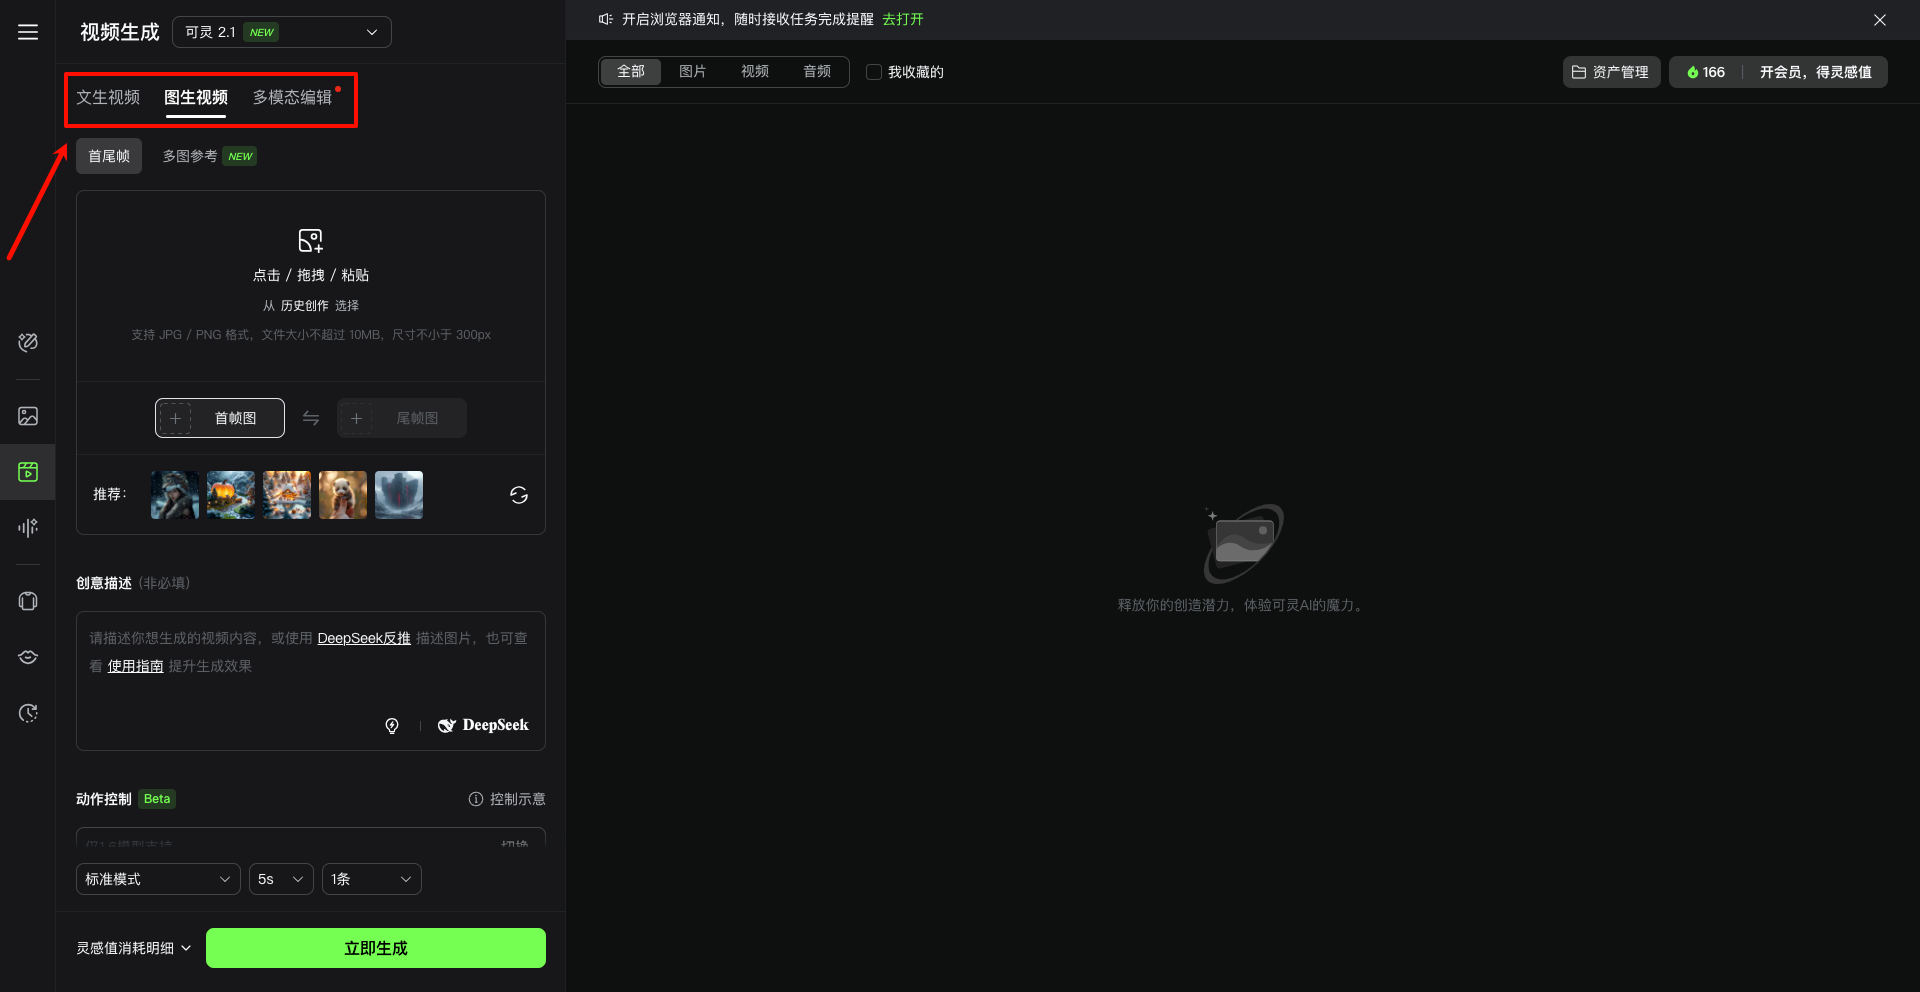 视频生成 可灵 2.1 NEW
开启浏览器通知，随时接收任务完成提醒 去打开
文生视频 图生视频 多模态编辑
全部 图片 视频 音频 我收藏的
资产管理 166 开会员，得灵感值
首尾帧 多图参考 NEW
点击 / 拖拽 / 粘贴
从 历史创作 选择
支持 JPG / PNG 格式，文件大小不超过 10MB，尺寸不小于 300px
首帧图 尾帧图
推荐：
创意描述 (非必填)
请描述你想生成的视频内容，或使用 DeepSeek反推 描述图片，也可查
看 使用指南 提升生成效果
DeepSeek
动作控制 Beta 控制示意
仅1.6模型支持 切换
标准模式 5s 1条
灵感值消耗明细 立即生成
释放你的创造潜力，体验可灵AI的魔力。